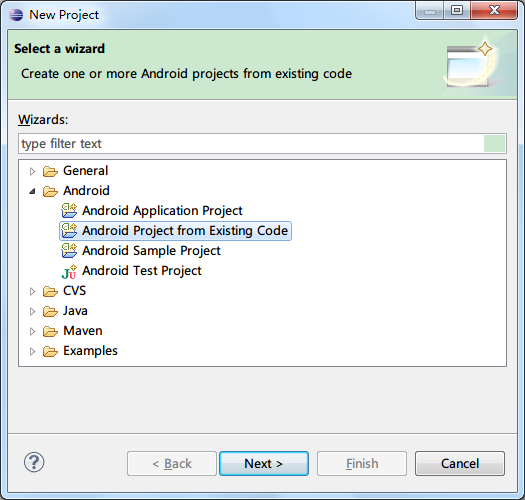 New Project
Select a wizard
Create one or more Android projects from existing code
Wizards:
type filter text
General
Android
Android Application Project
Android Project from Existing Code
Android Sample Project
Ju Android Test Project
CVS
Java
Maven
Examples
? < Back Next > Finish Cancel